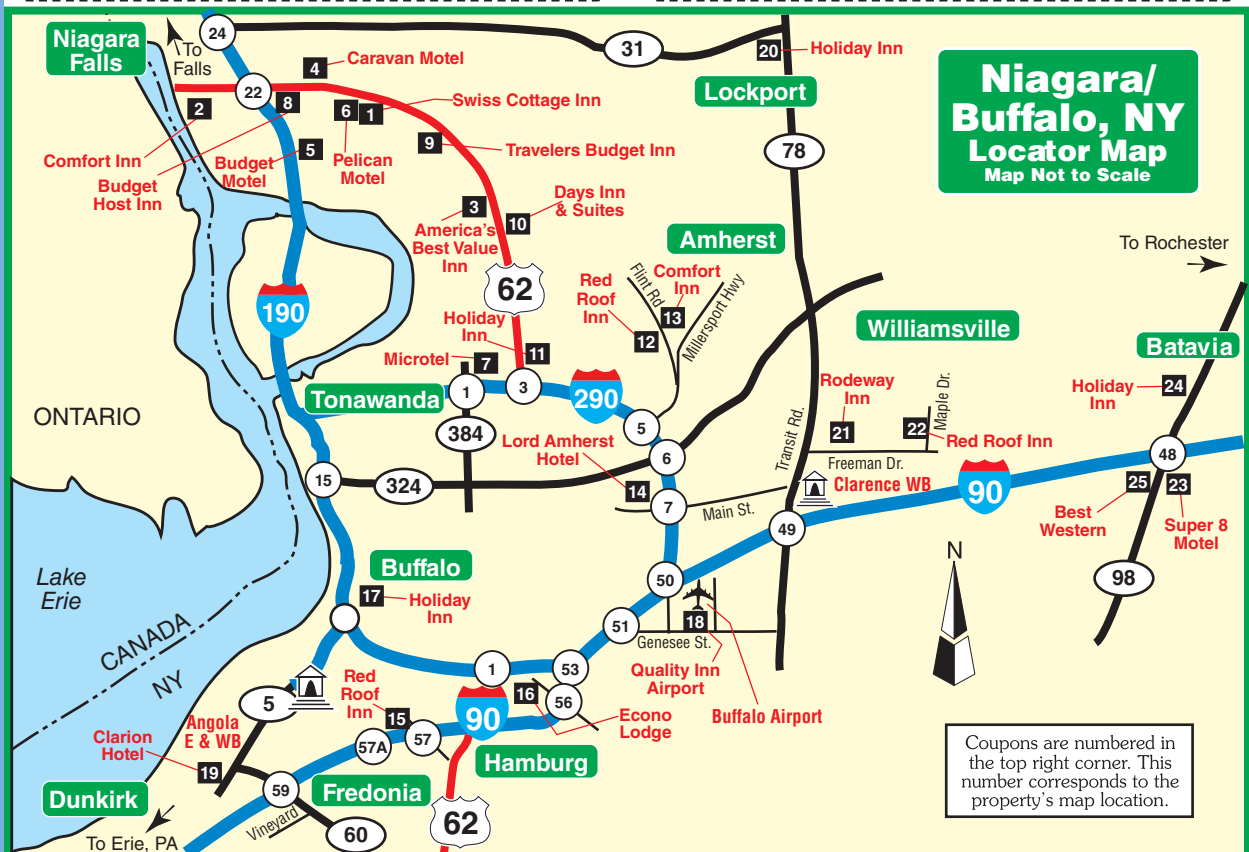 Niagara/
Buffalo, NY
Locator Map
Map Not to Scale
Niagara
Falls
To
Falls
24
31
20
Holiday Inn
Lockport
78
22
4
Caravan Motel
2
8
6
1
Swiss Cottage Inn
9
Travelers Budget Inn
5
Comfort Inn
Budget
Host Inn
Budget
Motel
Pelican
Motel
3
America's
Best Value
Inn
10
Days Inn
& Suites
62
Amherst
To Rochester
190
Flint Rd
Millersport Hwy
Red
Roof
Inn
12
Comfort
Inn
13
Williamsville
Batavia
Holiday
Inn
11
Microtel
7
Tonawanda
1
3
290
384
5
6
ONTARIO
Rodeway
Inn
21
Maple Dr.
22
Red Roof Inn
Holiday
Inn
24
Transit Rd.
Freeman Dr.
Clarence WB
90
48
15
324
Lord Amherst
Hotel
14
7
Main St.
49
25
23
Best
Western
Super 8
Motel
98
N
Lake
Erie
CANADA
NY
Buffalo
17
Holiday
Inn
50
51
18
Genesee St.
Quality Inn
Airport
Buffalo Airport
1
53
56
16
Econo
Lodge
90
Hamburg
5
Red
Roof
Inn
15
57
57A
Angola
E & WB
Clarion
Hotel
19
59
Fredonia
Dunkirk
Vineyard
60
62
To Erie, PA
Coupons are numbered in
the top right corner. This
number corresponds to the
property's map location.